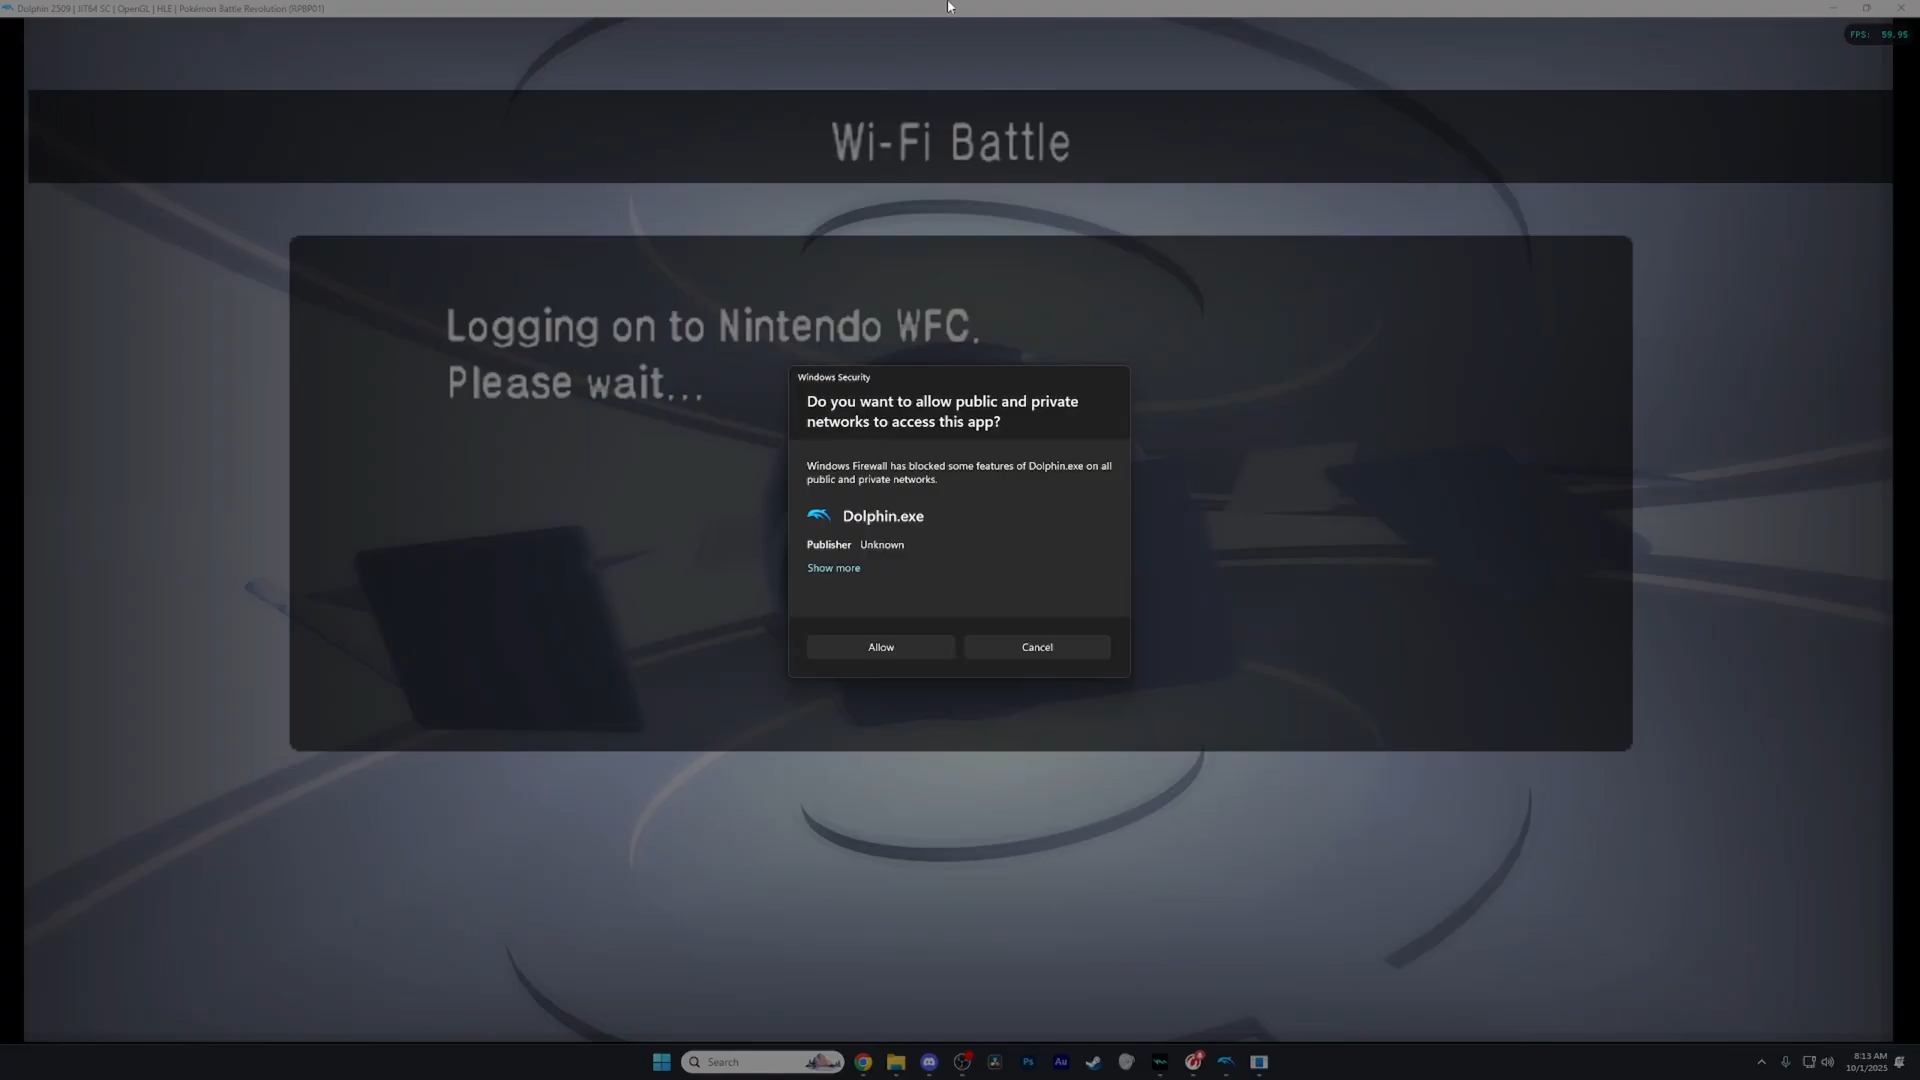 Dolphin 2509 | JIT64 SC | OpenGL | HLE | Pokémon Battle Revolution (RPBP01)
FPS: 59.95
Wi-Fi Battle
Logging on to Nintendo WFC.
Please wait...
Windows Security
Do you want to allow public and private
networks to access this app?
Windows Firewall has blocked some features of Dolphin.exe on all
public and private networks.
Dolphin.exe
Publisher Unknown
Show more
Allow Cancel
Search
Ps
Au
8:13 AM
10/1/2025